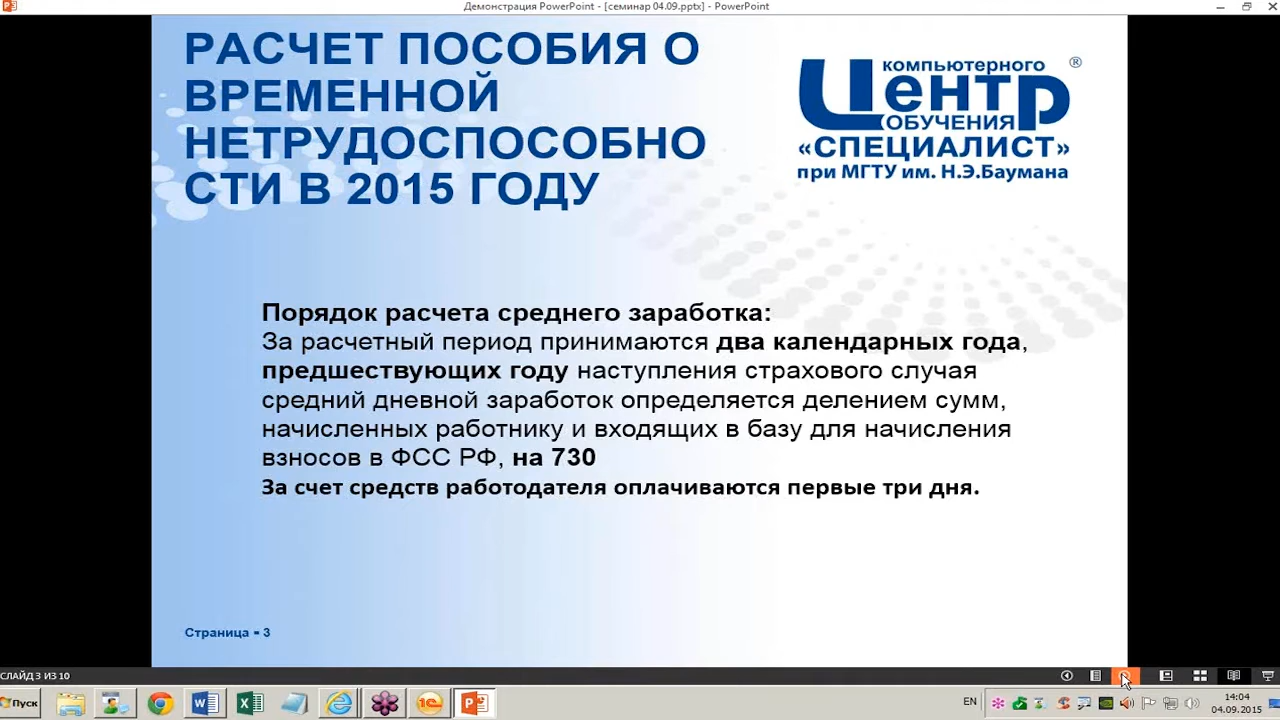 Демонстрация PowerPoint - [семинар 04.09.pptx] - PowerPoint
РАСЧЕТ ПОСОБИЯ О
ВРЕМЕННОЙ
НЕТРУДОСПОСОБНО
СТИ В 2015 ГОДУ
компьютерного
Центр
ОБУЧЕНИЯ
«СПЕЦИАЛИСТ»
при МГТУ им. Н.Э.Баумана
®
Порядок расчета среднего заработка:
За расчетный период принимаются два календарных года,
предшествующих году наступления страхового случая
средний дневной заработок определяется делением сумм,
начисленных работнику и входящих в базу для начисления
взносов в ФСС РФ, на 730
За счет средств работодателя оплачиваются первые три дня.
Страница - 3
СЛАЙД 3 ИЗ 10
Пуск
EN
14:04
04.09.2015